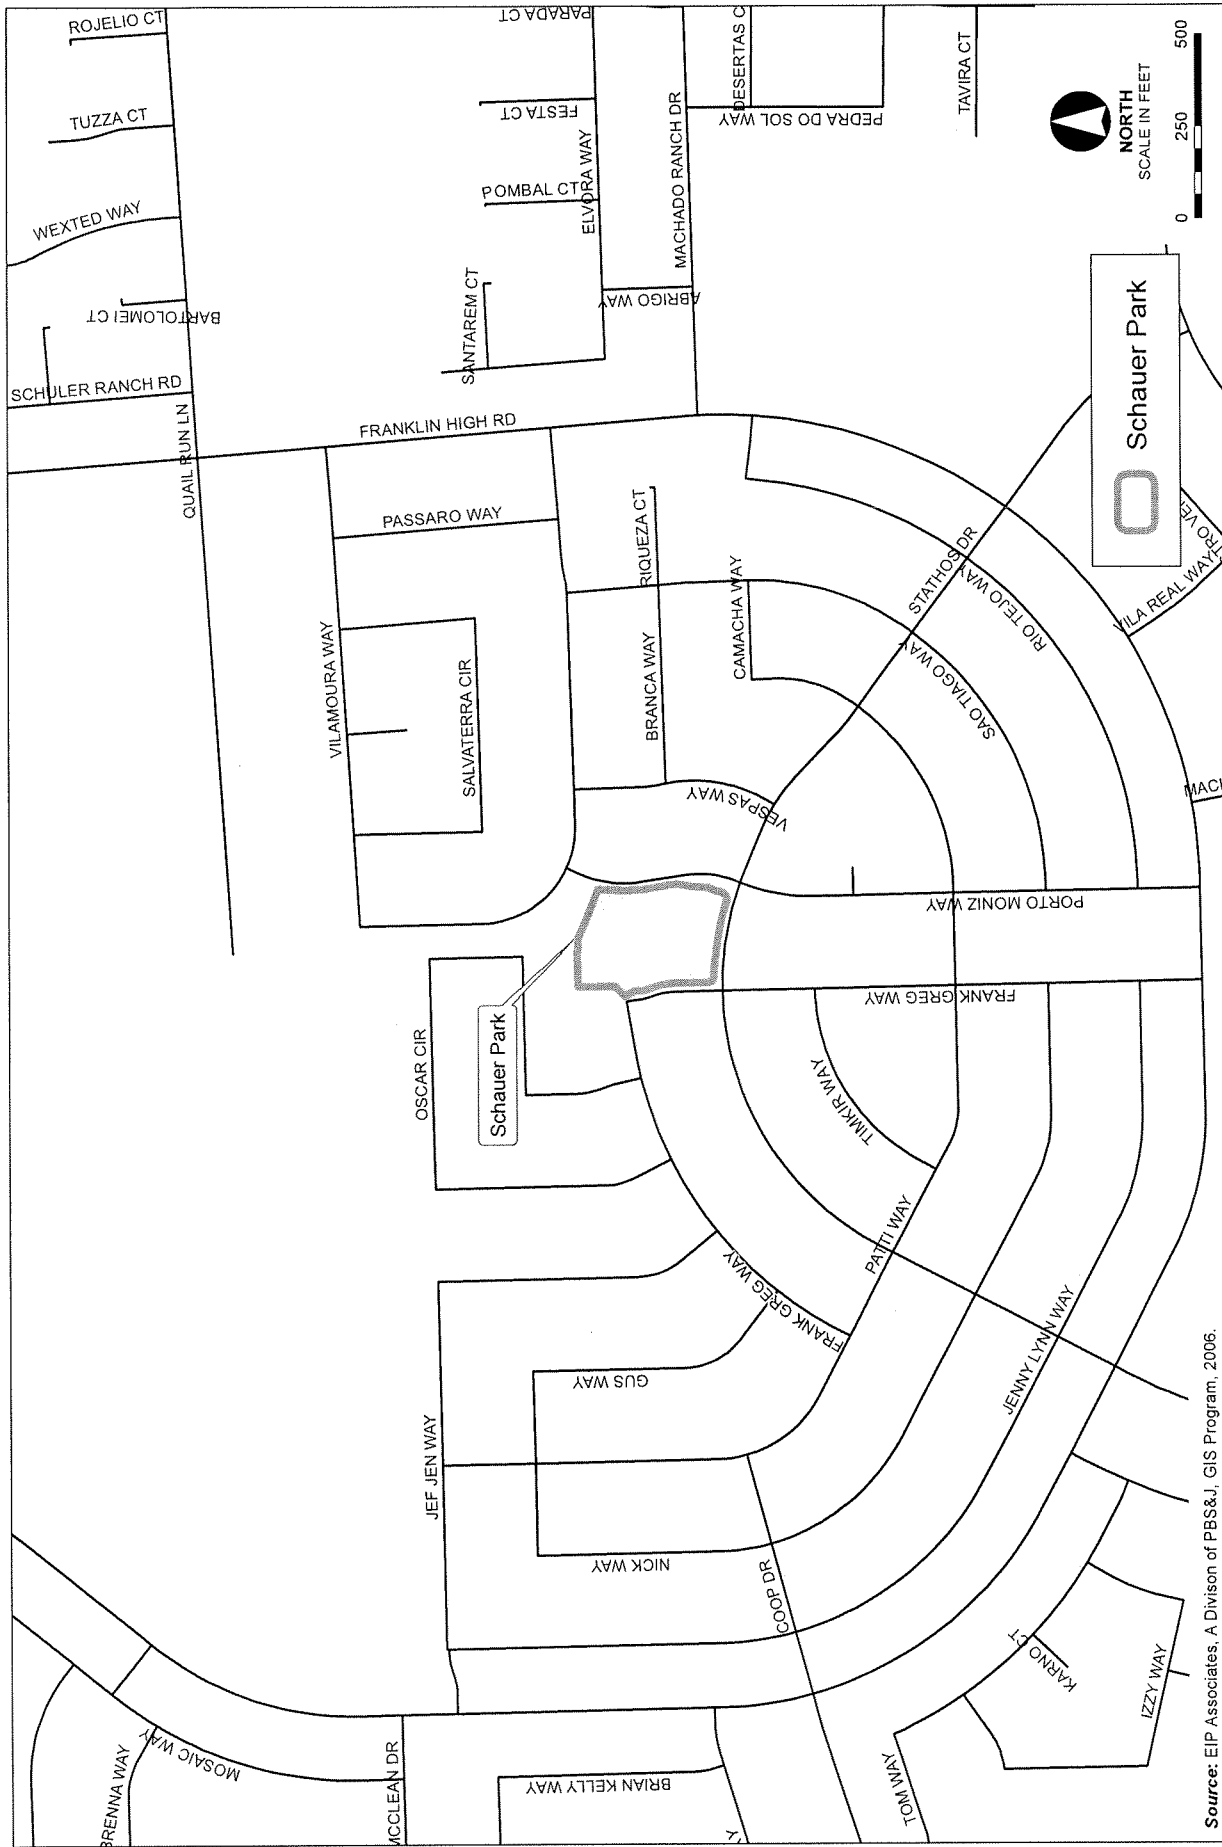 ROJELIO CT
TUZZA CT
WEXTED WAY
BARTOLOMEI CT
SCHULER RANCH RD
QUAIL RUN LN
FRANKLIN HIGH RD
PARADA CT
FESTA CT
POMBAL CT
ELVORA WAY
SANTAREM CT
ABRIGO WAY
MACHADO RANCH DR
DESERTAS C
PEDRA DO SOL WAY
TAVIRA CT
NORTH
SCALE IN FEET
0 250 500
Schauer Park
PASSARO WAY
VILAMOURA WAY
SALVATERRA CIR
RIQUEZA CT
BRANCA WAY
CAMACHA WAY
VESPAS WAY
STATHOS DR
RIO TEJO WAY
SAO TIAGO WAY
VILA REAL WAY
TRO VE
MACH
PORTO MONIZ WAY
FRANK GREG WAY
Schauer Park
OSCAR CIR
TIMKIR WAY
PATTI WAY
FRANK GREG WAY
GUS WAY
JEF JEN WAY
JENNY LYNN WAY
NICK WAY
COOP DR
KARNO CT
IZZY WAY
TOM WAY
MOSAIC WAY
BRENNA WAY
MCCLEAN DR
BRIAN KELLY WAY
Y
Source: EIP Associates, A Divison of PBS&J, GIS Program, 2006.